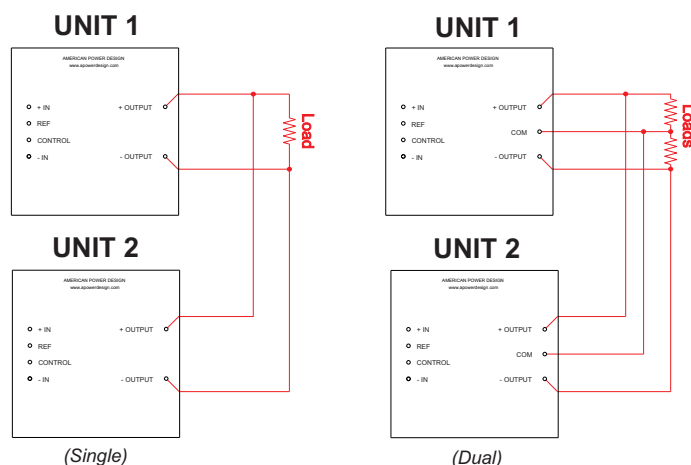 UNIT 1
AMERICAN POWER DESIGN
www.apowerdesign.com
+ IN
REF
CONTROL
- IN
+ OUTPUT
- OUTPUT
Load
UNIT 2
AMERICAN POWER DESIGN
www.apowerdesign.com
+ IN
REF
CONTROL
- IN
+ OUTPUT
- OUTPUT
(Single)
UNIT 1
AMERICAN POWER DESIGN
www.apowerdesign.com
+ IN
REF
CONTROL
- IN
+ OUTPUT
COM
- OUTPUT
Loads
UNIT 2
AMERICAN POWER DESIGN
www.apowerdesign.com
+ IN
REF
CONTROL
- IN
+ OUTPUT
COM
- OUTPUT
(Dual)